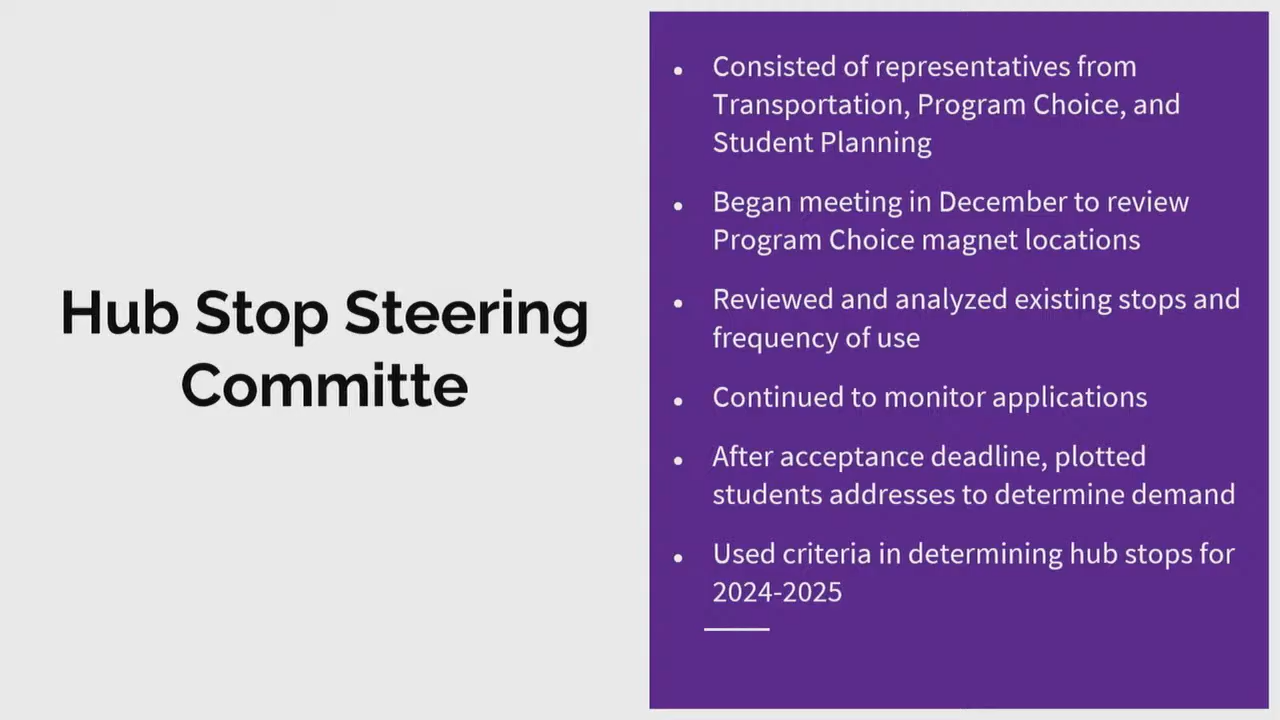 Hub Stop Steering
Committe
• Consisted of representatives from
Transportation, Program Choice, and
Student Planning
• Began meeting in December to review
Program Choice magnet locations
• Reviewed and analyzed existing stops and
frequency of use
• Continued to monitor applications
• After acceptance deadline, plotted
students addresses to determine demand
• Used criteria in determining hub stops for
2024-2025